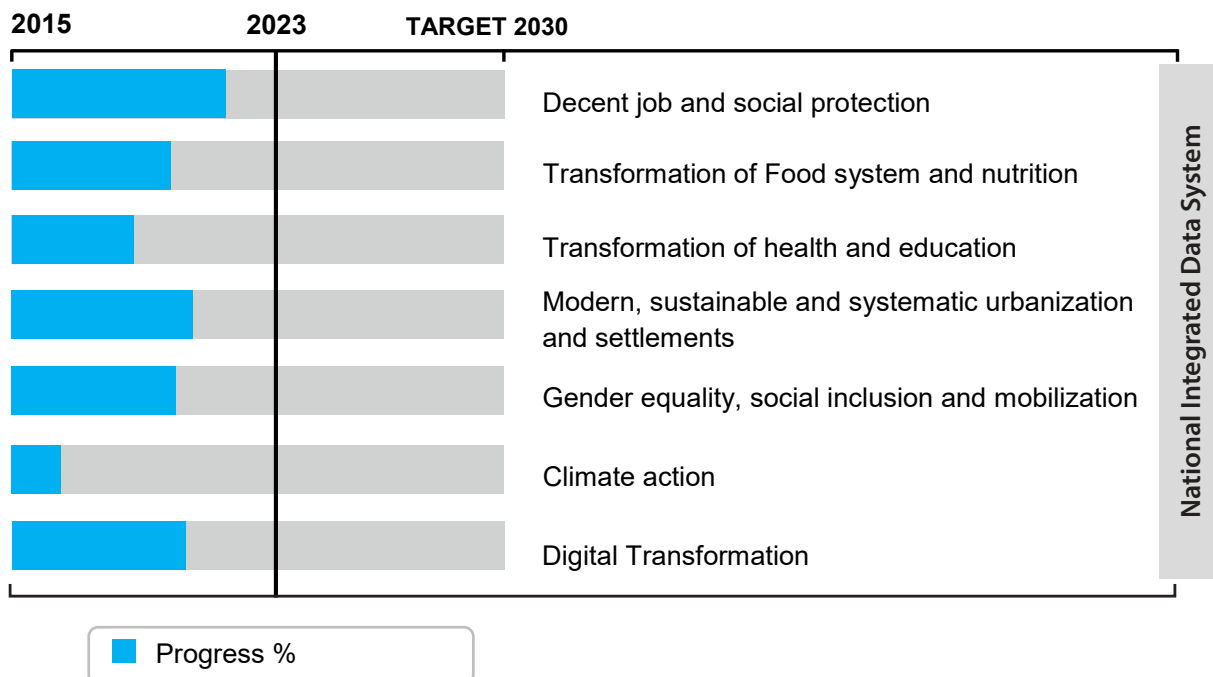 2015 2023 TARGET 2030
Decent job and social protection
Transformation of Food system and nutrition
Transformation of health and education
Modern, sustainable and systematic urbanization
and settlements
Gender equality, social inclusion and mobilization
Climate action
Digital Transformation
National Integrated Data System
Progress %